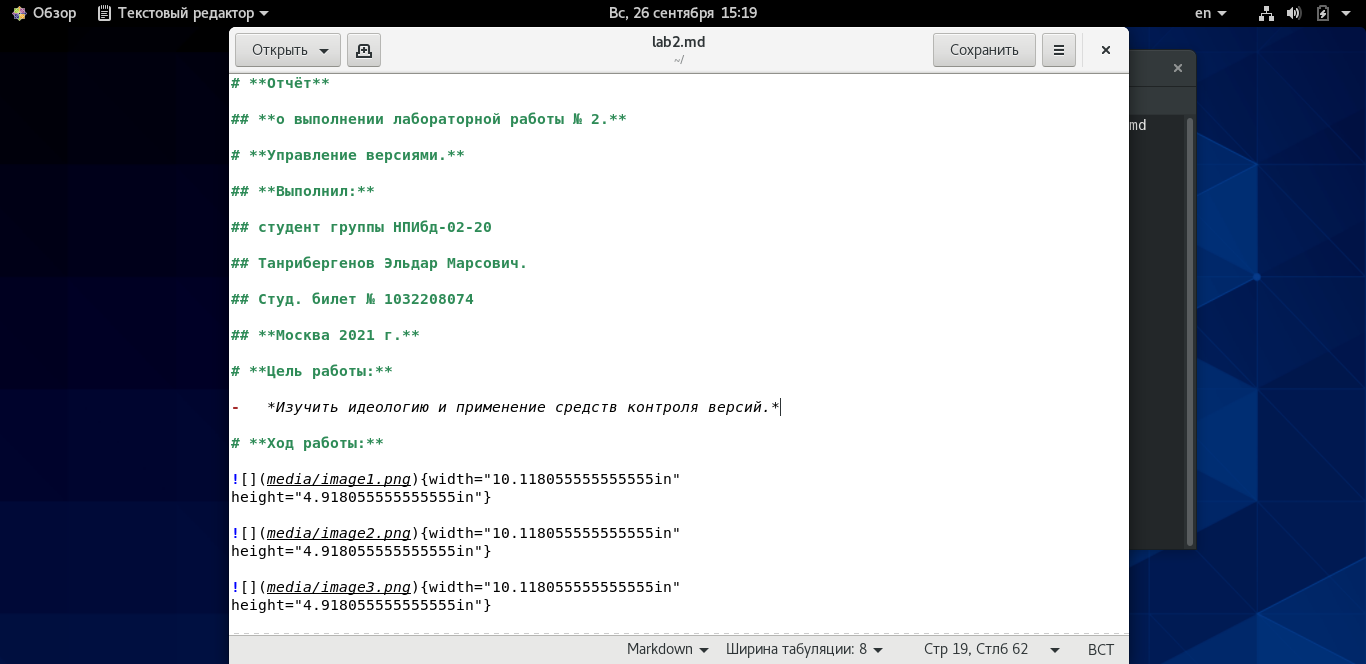 Обзор Текстовый редактор Вс, 26 сентября 15:19 en
Открыть lab2.md Сохранить
~/
# **Отчёт**
md
## **о выполнении лабораторной работы № 2.**
# **Управление версиями.**
## **Выполнил:**
## студент группы НПИбд-02-20
## Танрибергенов Эльдар Марсович.
## Студ. билет № 1032208074
## **Москва 2021 г.**
# **Цель работы:**
-   *Изучить идеологию и применение средств контроля версий.*
# **Ход работы:**
![](media/image1.png){width="10.118055555555555in"
height="4.918055555555555in"}
![](media/image2.png){width="10.118055555555555in"
height="4.918055555555555in"}
![](media/image3.png){width="10.118055555555555in"
height="4.918055555555555in"}
Markdown Ширина табуляции: 8 Стр 19, Стлб 62 ВСТ